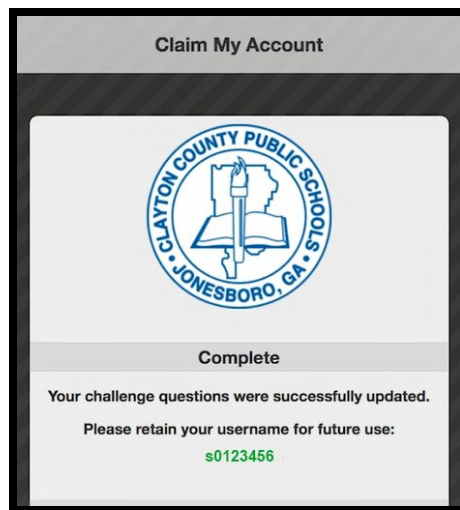 Claim My Account
CLAYTON COUNTY PUBLIC SCHOOLS
JONESBORO, GA
Complete
Your challenge questions were successfully updated.
Please retain your username for future use:
s0123456